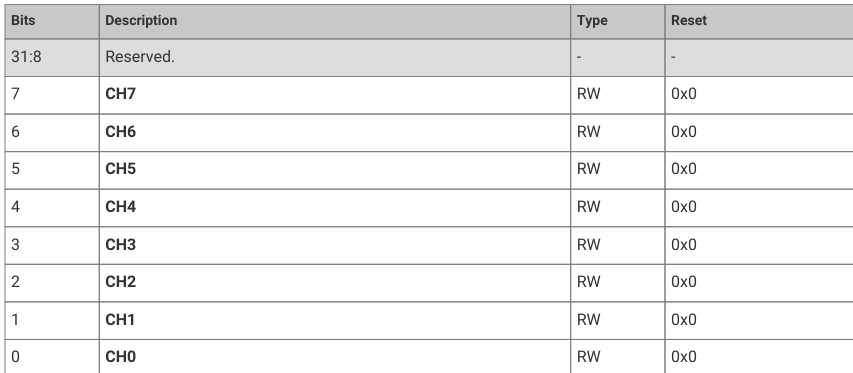 Bits Description Type Reset
31:8 Reserved. - -
7 CH7 RW 0x0
6 CH6 RW 0x0
5 CH5 RW 0x0
4 CH4 RW 0x0
3 CH3 RW 0x0
2 CH2 RW 0x0
1 CH1 RW 0x0
0 CH0 RW 0x0